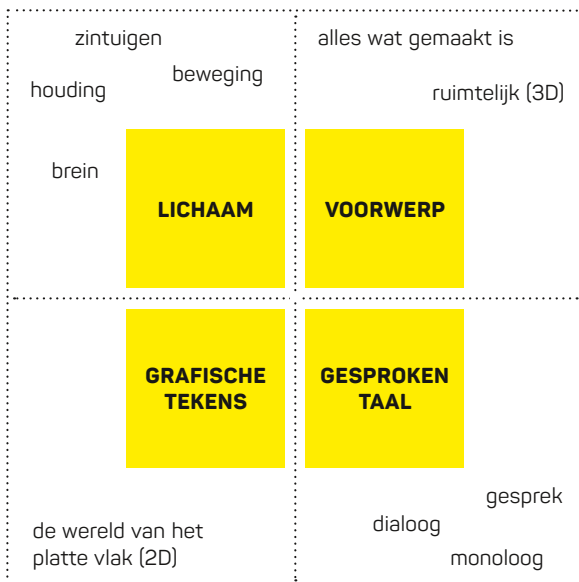 zintuigen
beweging
houding
brein
LICHAAM
alles wat gemaakt is
ruimtelijk (3D)
VOORWERP
GRAFISCHE
TEKENS
de wereld van het
platte vlak (2D)
GESPROKEN
TAAL
gesprek
dialoog
monoloog